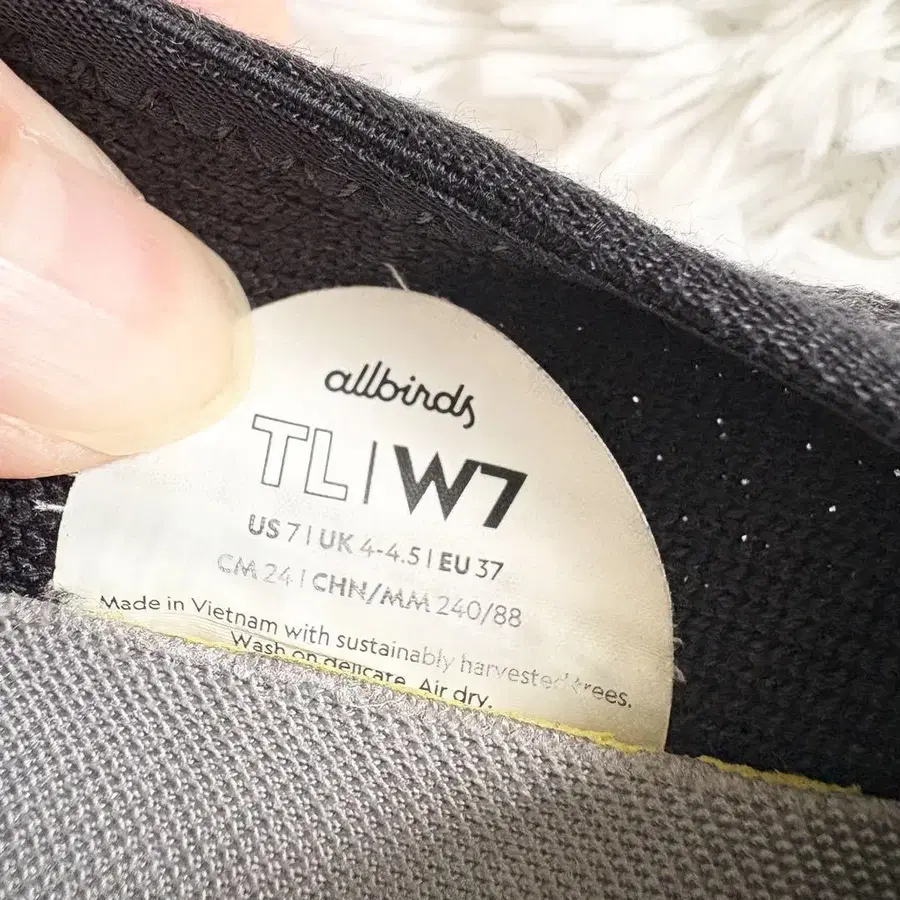 allbirds
TL | W7
US 7 | UK 4-4.5 | EU 37
CM 24 | CHN/MM 240/88
Made in Vietnam with sustainably harvested trees.
Wash on delicate. Air dry.